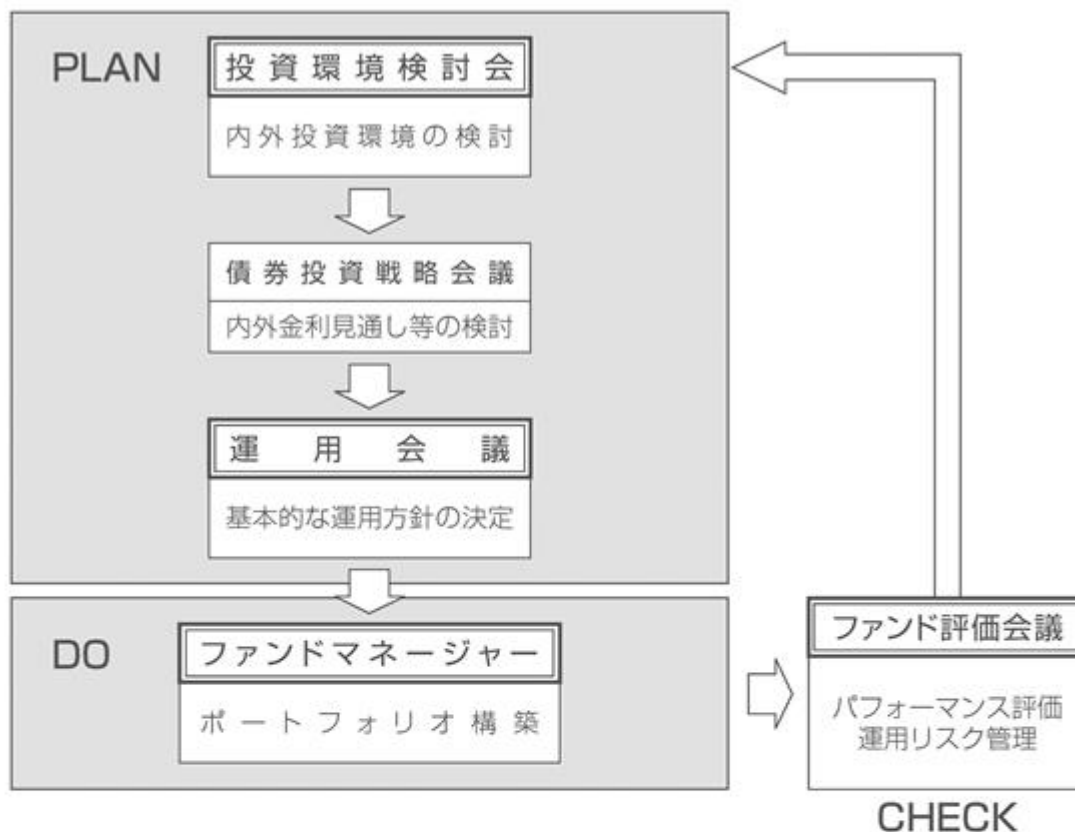 PLAN
投資環境検討会
内外投資環境の検討
債券投資戦略会議
内外金利見通し等の検討
運用会議
基本的な運用方針の決定
DO
ファンドマネージャー
ポートフォリオ構築
ファンド評価会議
パフォーマンス評価
運用リスク管理
CHECK